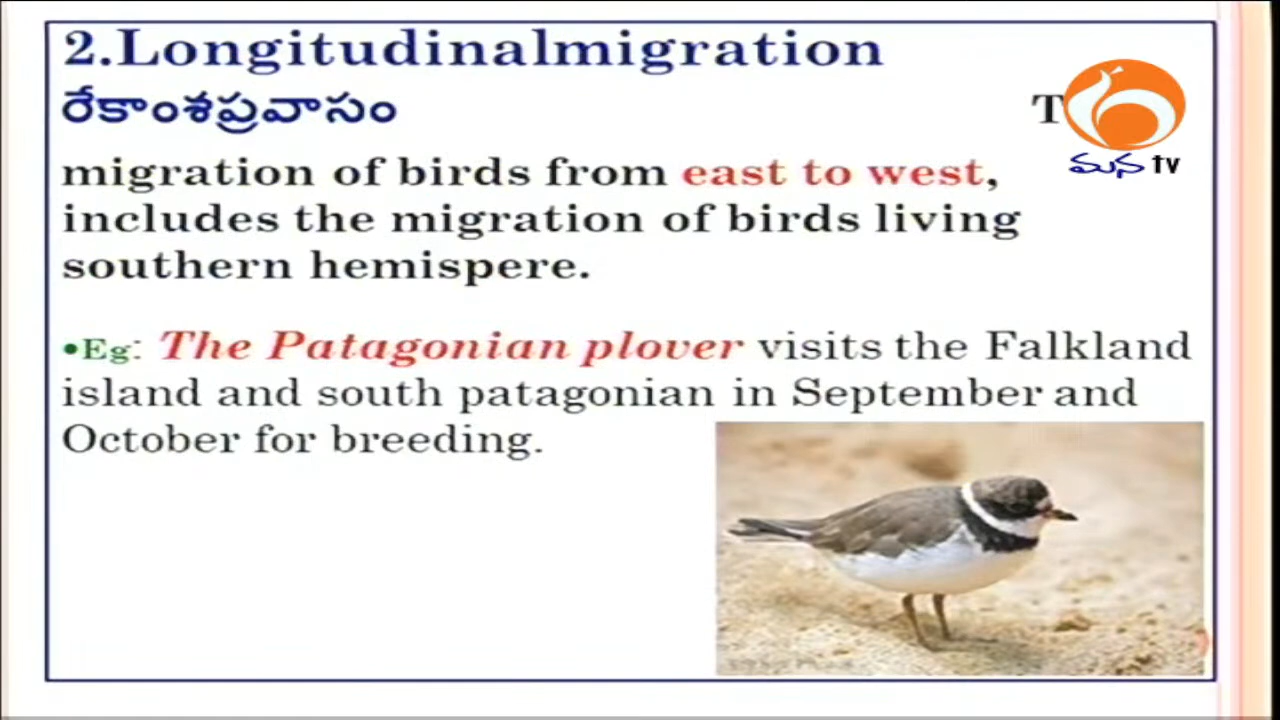 2.Longitudinalmigration
రేకాంశప్రవాసం
మన tv
migration of birds from east to west,
includes the migration of birds living
southern hemispere.
•Eg: The Patagonian plover visits the Falkland
island and south patagonian in September and
October for breeding.